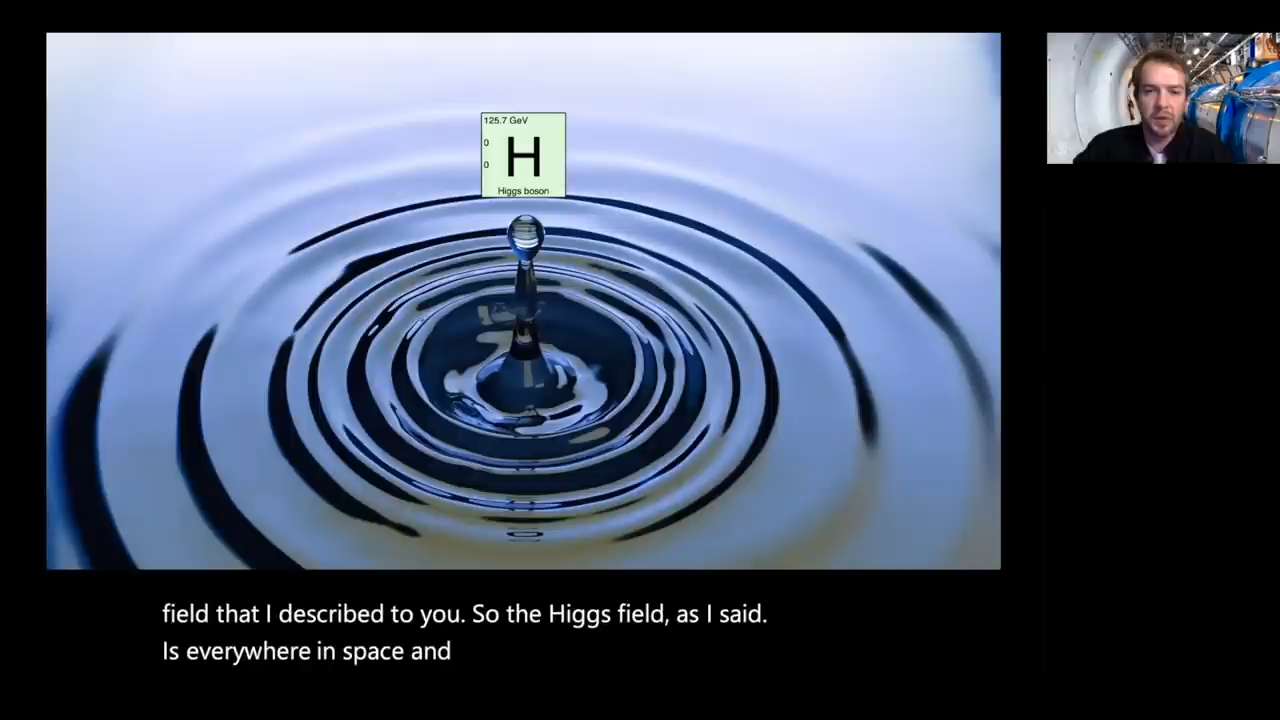 125.7 GeV
0
H
0
Higgs boson
field that I described to you. So the Higgs field, as I said.
Is everywhere in space and